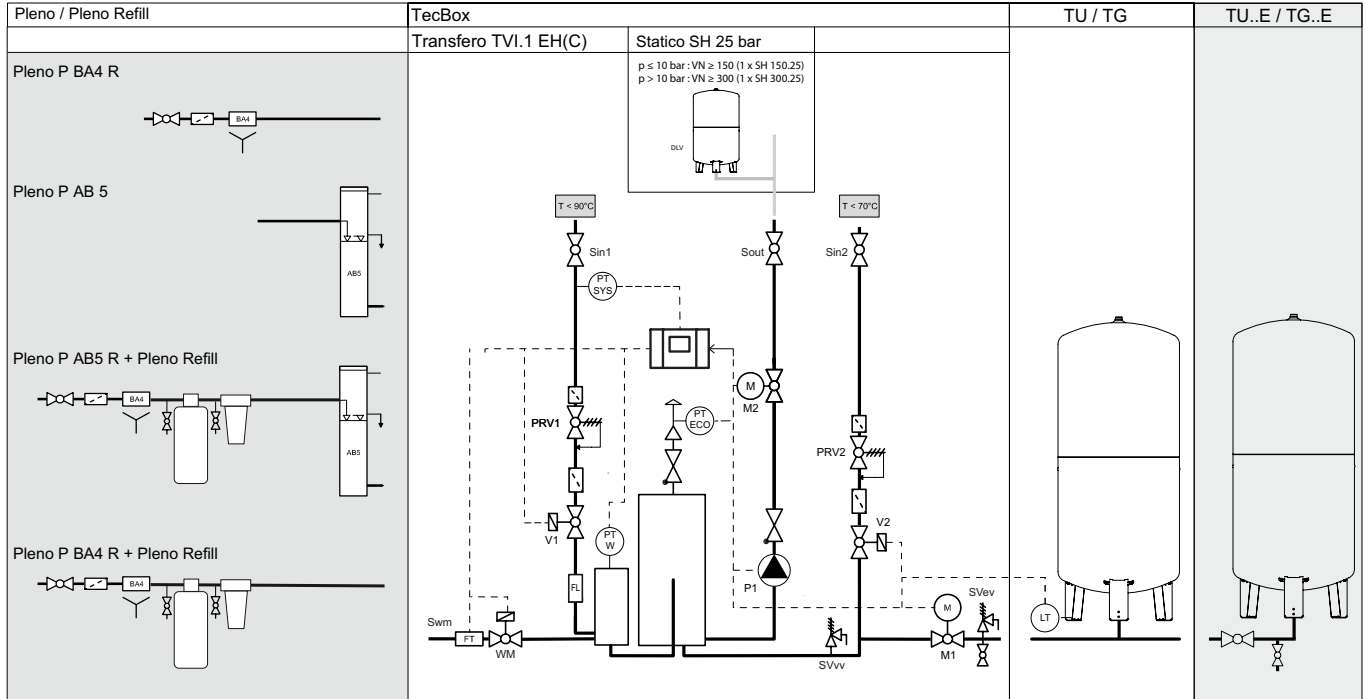 Pleno / Pleno Refill
TecBox
TU / TG
TU..E / TG..E
Transfero TVI.1 EH(C)
Statico SH 25 bar
p ≤ 10 bar : VN ≥ 150 (1 x SH 150.25)
p > 10 bar : VN ≥ 300 (1 x SH 300.25)
DLV
Pleno P BA4 R
BA4
Pleno P AB 5
AB5
Pleno P AB5 R + Pleno Refill
BA4
AB5
Pleno P BA4 R + Pleno Refill
BA4
T < 90°C
T < 70°C
Sin1
Sout
Sin2
PT
SYS
M
M2
PT
ECO
PRV1
PRV2
V1
V2
PT
W
P1
FL
Swm
FT
WM
SVvv
M
M1
SVev
LT